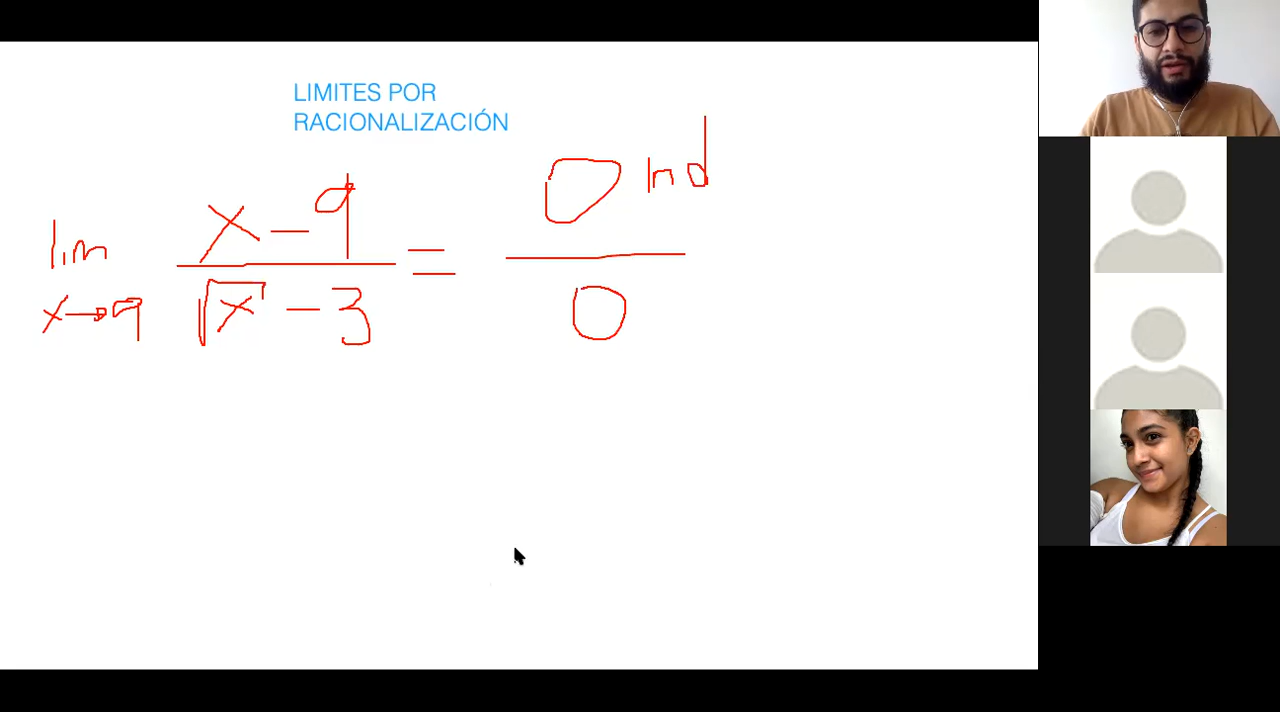 LIMITES POR
RACIONALIZACIÓN
lim x→9 (x - 9)/(√x - 3) = 0/0 Ind